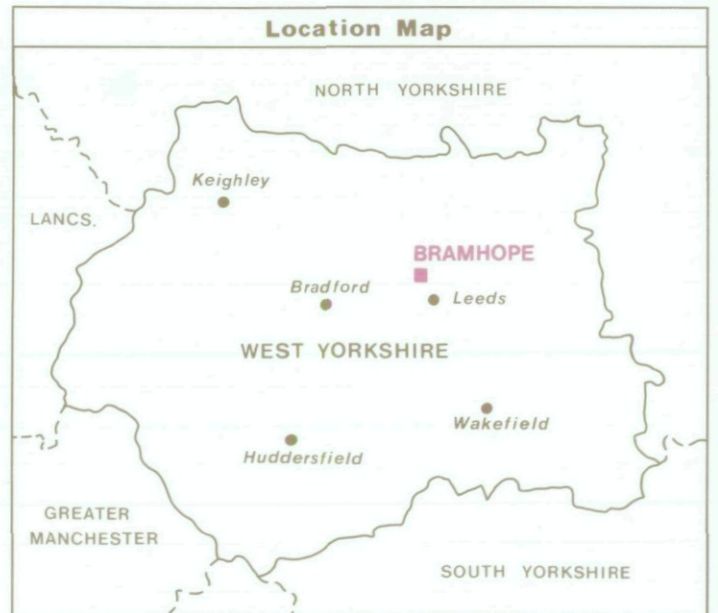 Location Map
NORTH YORKSHIRE
Keighley
LANCS.
BRAMHOPE
Bradford
Leeds
WEST YORKSHIRE
Wakefield
Huddersfield
GREATER
MANCHESTER
SOUTH YORKSHIRE